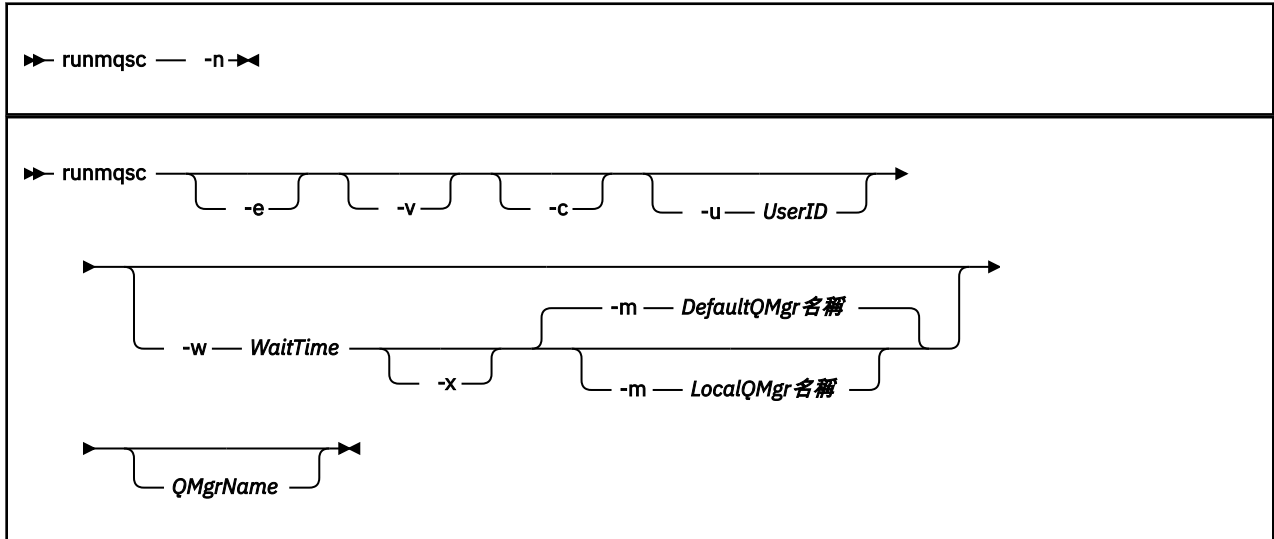 runmqsc -n
runmqsc
-e
-v
-c
-u UserID
-m DefaultQMgr名稱
-w WaitTime
-x
-m LocalQMgr名稱
QMgrName